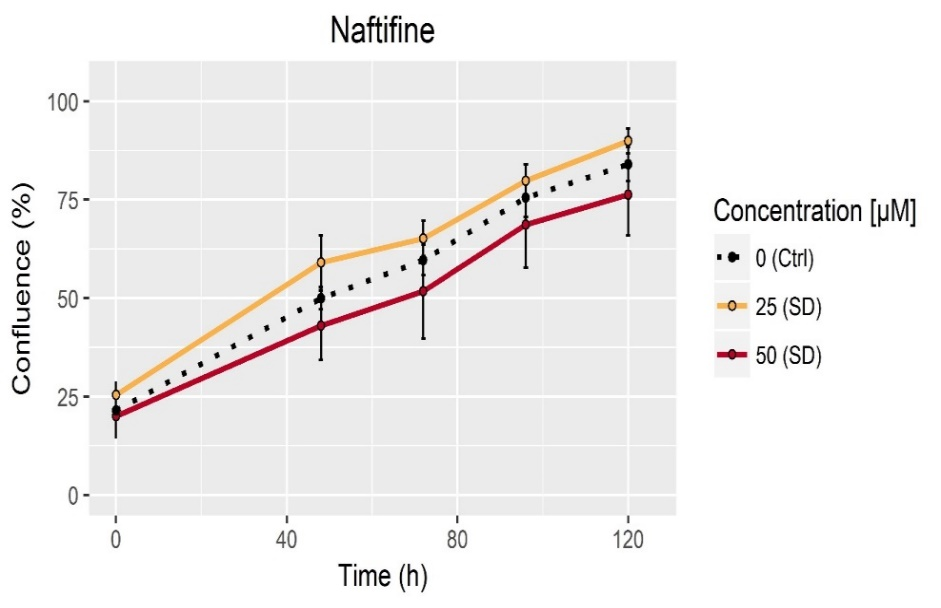 Naftifine
100
75
50
25
0
Confluence (%)
0 40 80 120
Time (h)
Concentration [µM]
0 (Ctrl)
25 (SD)
50 (SD)